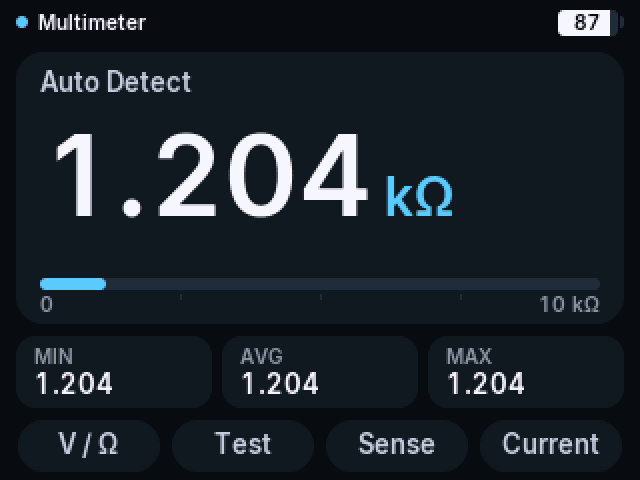 Multimeter
87
Auto Detect
1.204 kΩ
0
10 kΩ
MIN
1.204
AVG
1.204
MAX
1.204
V / Ω
Test
Sense
Current